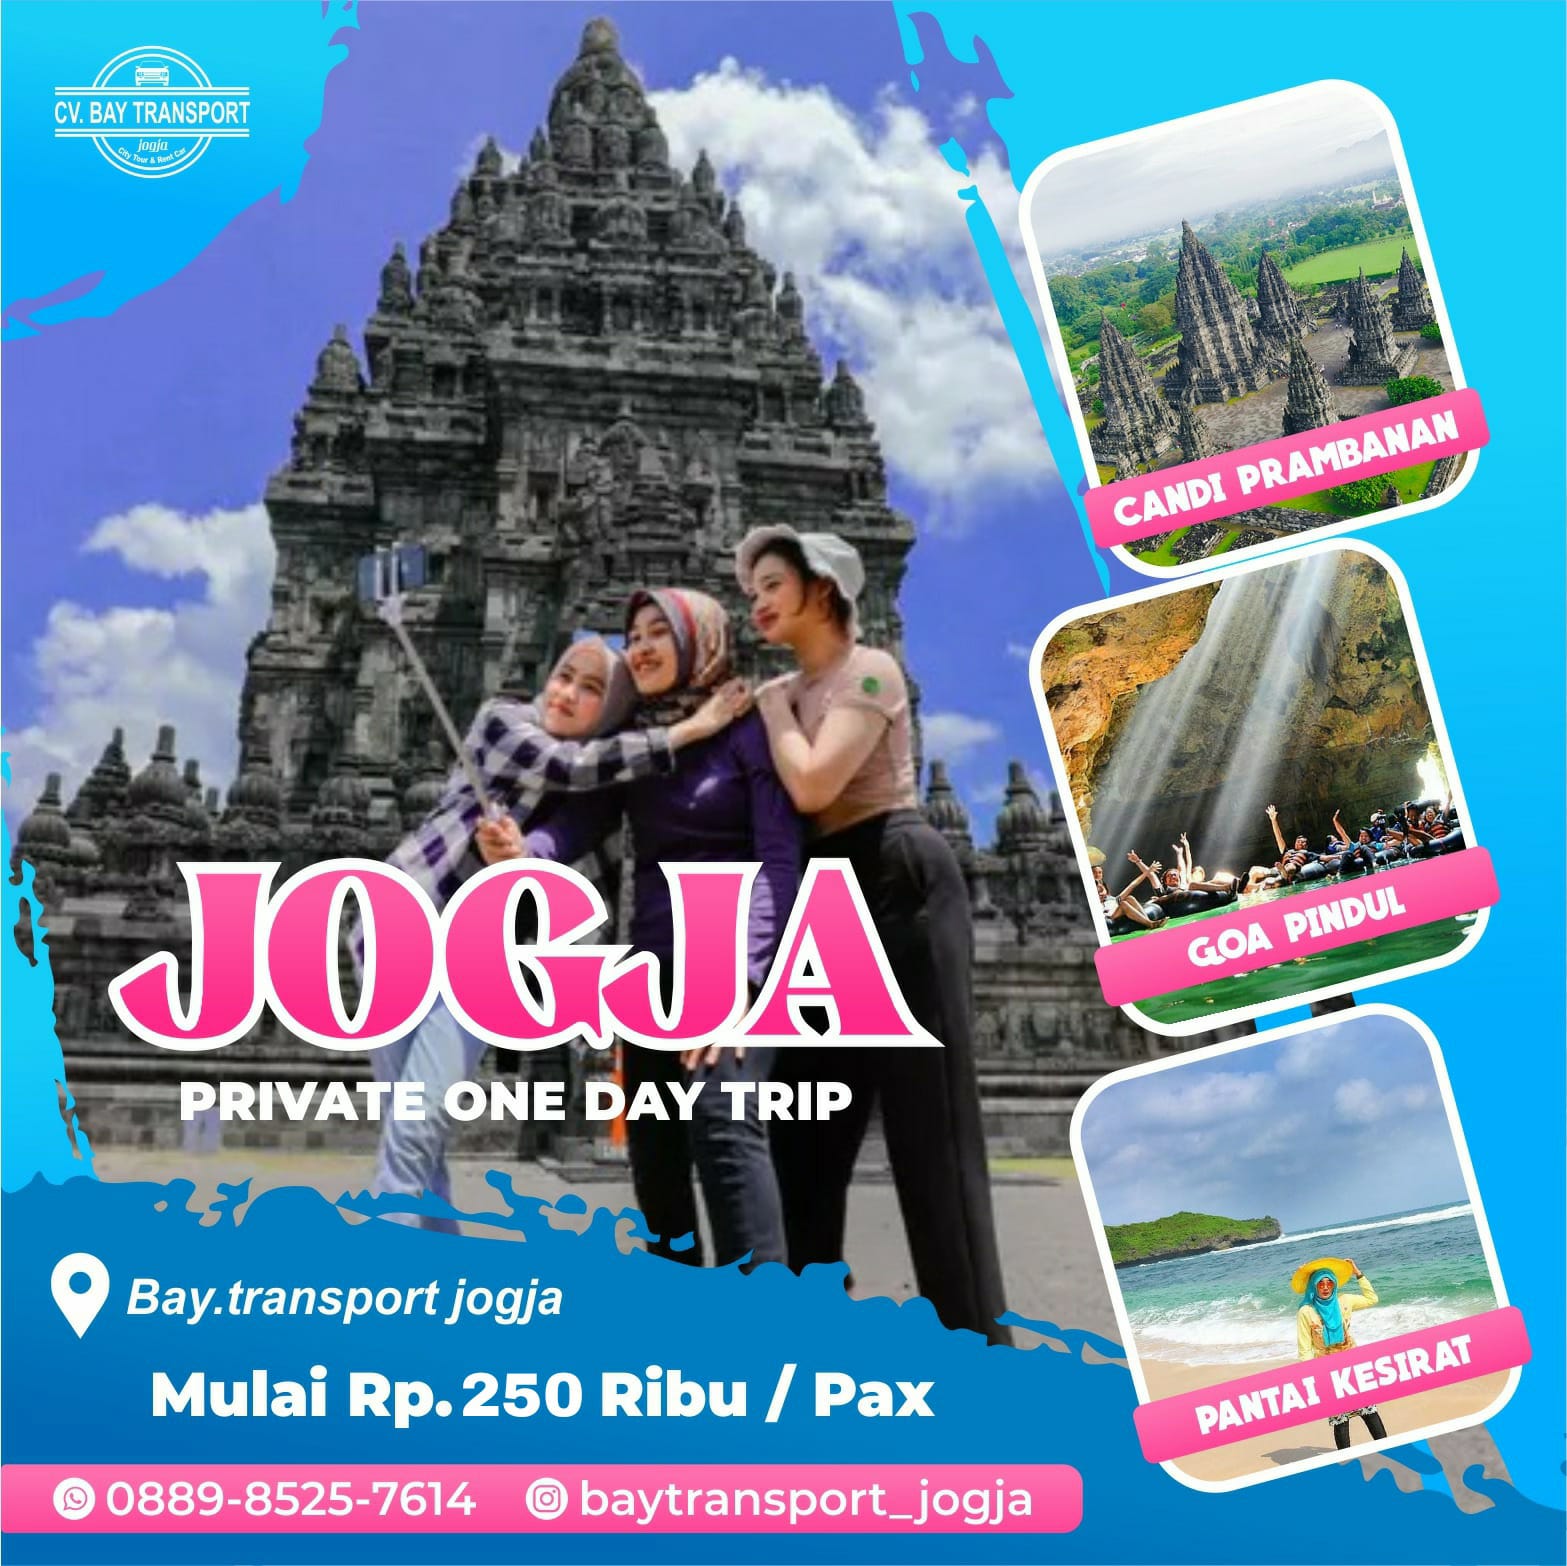 CV. BAY TRANSPORT
jogja
City Tour & Rent Car
CANDI PRAMBANAN
GOA PINDUL
PANTAI KESIRAT
JOGJA
PRIVATE ONE DAY TRIP
Bay.transport jogja
Mulai Rp.250 Ribu / Pax
0889-8525-7614 baytransport_jogja